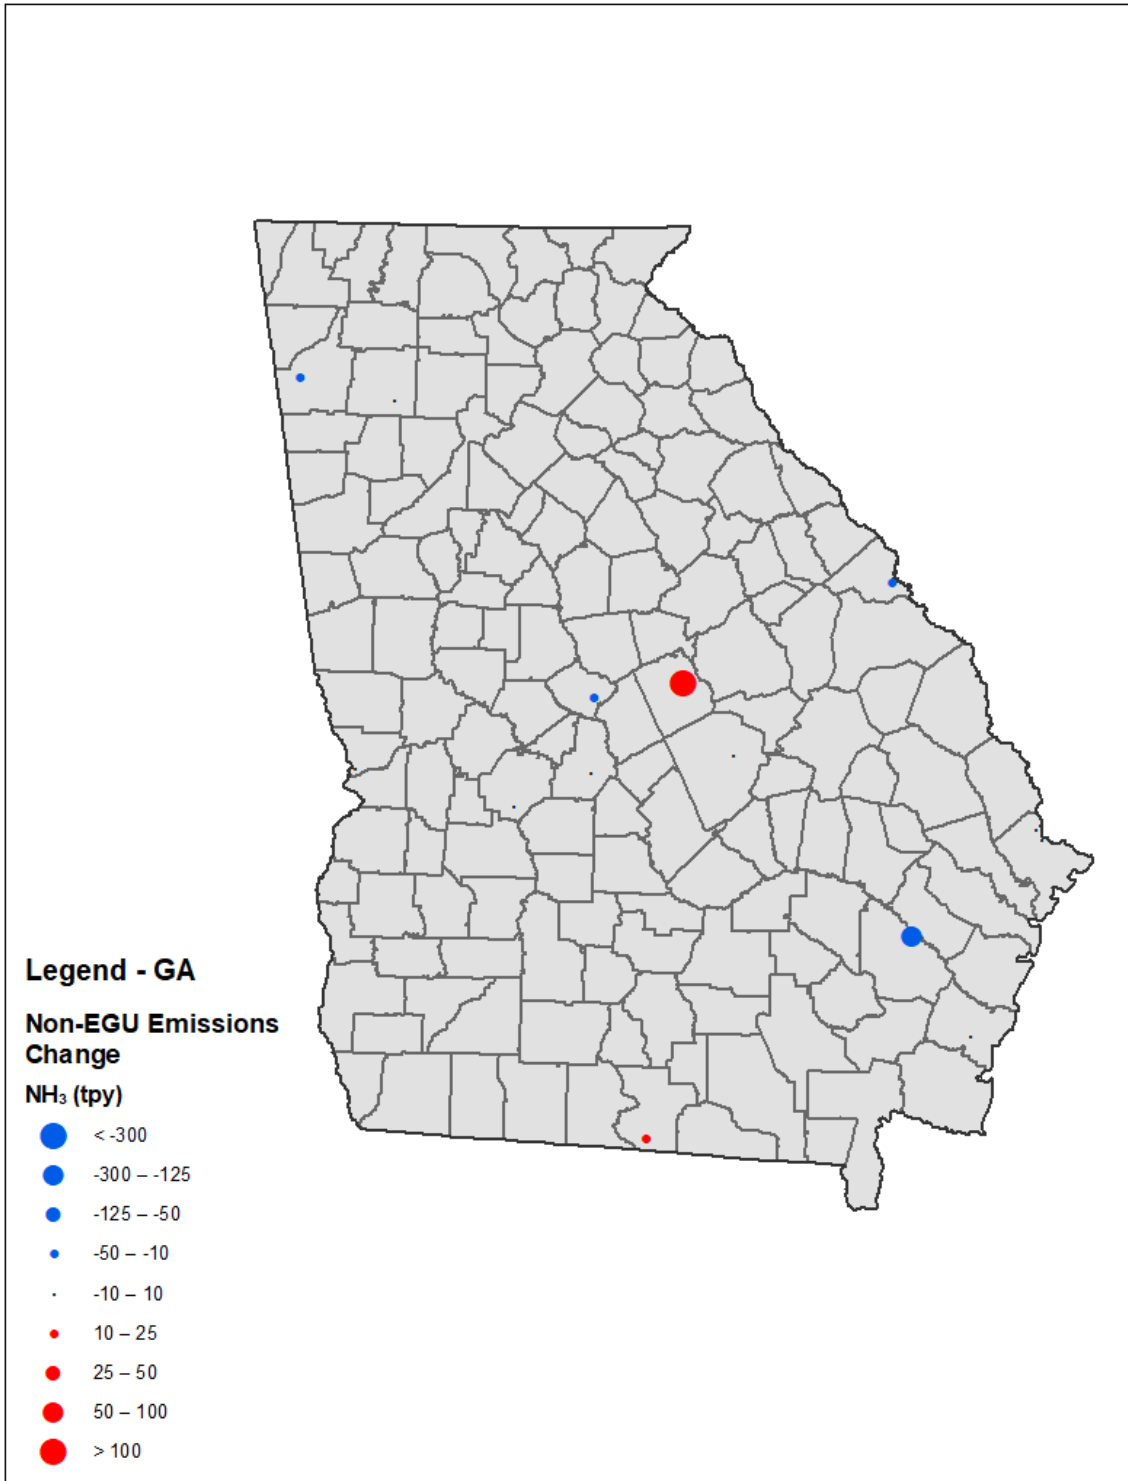 Legend - GA
Non-EGU Emissions
Change
NH₃ (tpy)
< -300
-300 – -125
-125 – -50
-50 – -10
-10 – 10
10 – 25
25 – 50
50 – 100
> 100